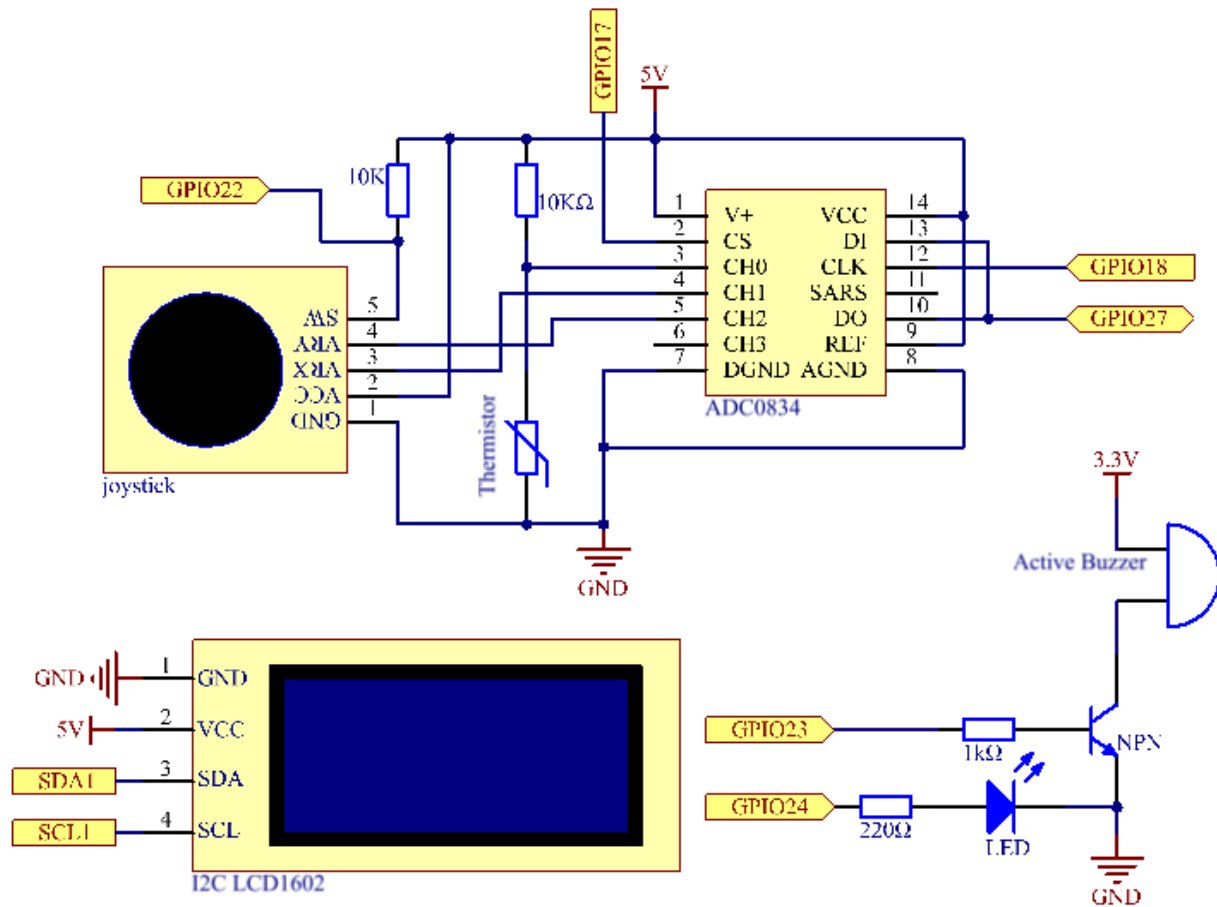 GPIO17
5V
10K
GPIO22
10KΩ
1 V+ VCC 14
2 CS DI 13
3 CH0 CLK 12
GPIO18
4 CH1 SARS 11
5 CH2 DO 10
GPIO27
6 CH3 REF 9
7 DGND AGND 8
ADC0834
SW 5
VRY 4
VRX 3
VCC 2
GND 1
joystick
Thermistor
GND
3.3V
Active Buzzer
GND 1 GND
5V 2 VCC
SDA1 3 SDA
SCL1 4 SCL
I2C LCD1602
GPIO23
1kΩ
NPN
GPIO24
220Ω
LED
GND